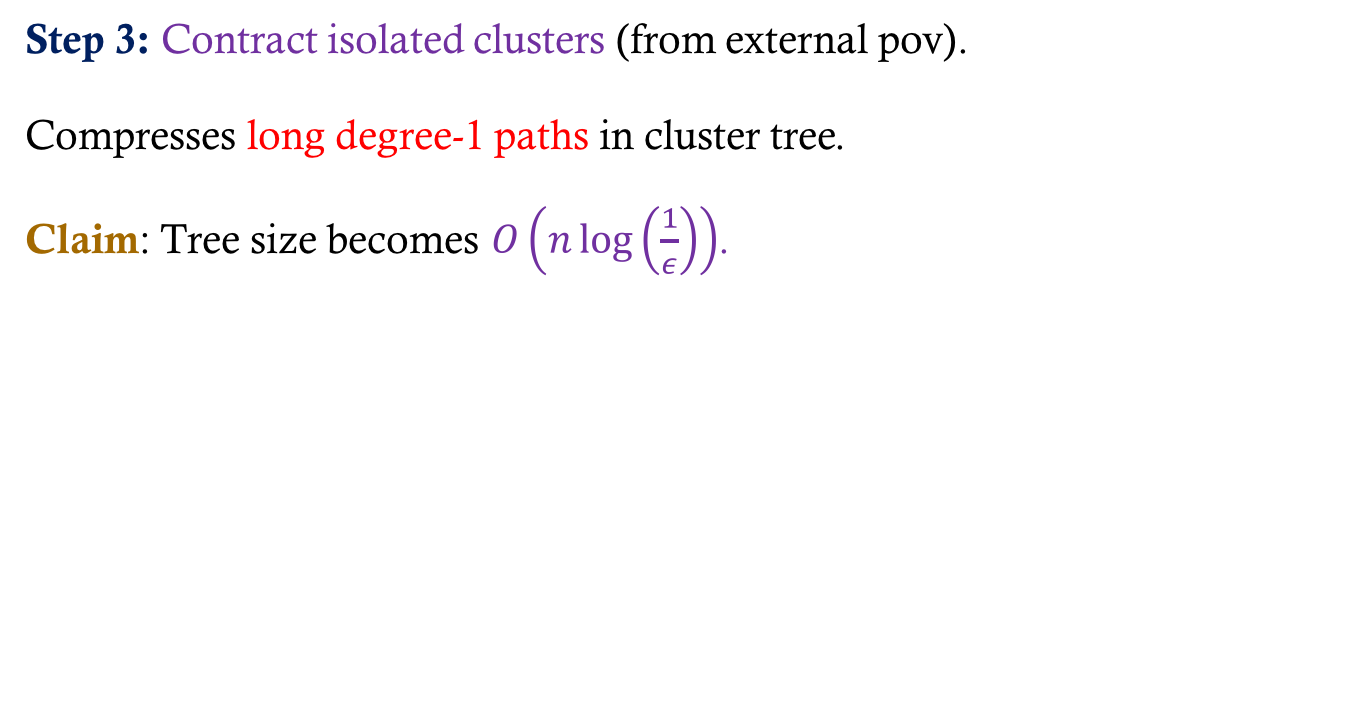 Step 3: Contract isolated clusters (from external pov).
Compresses long degree-1 paths in cluster tree.
Claim: Tree size becomes O(n log(1/ϵ)).